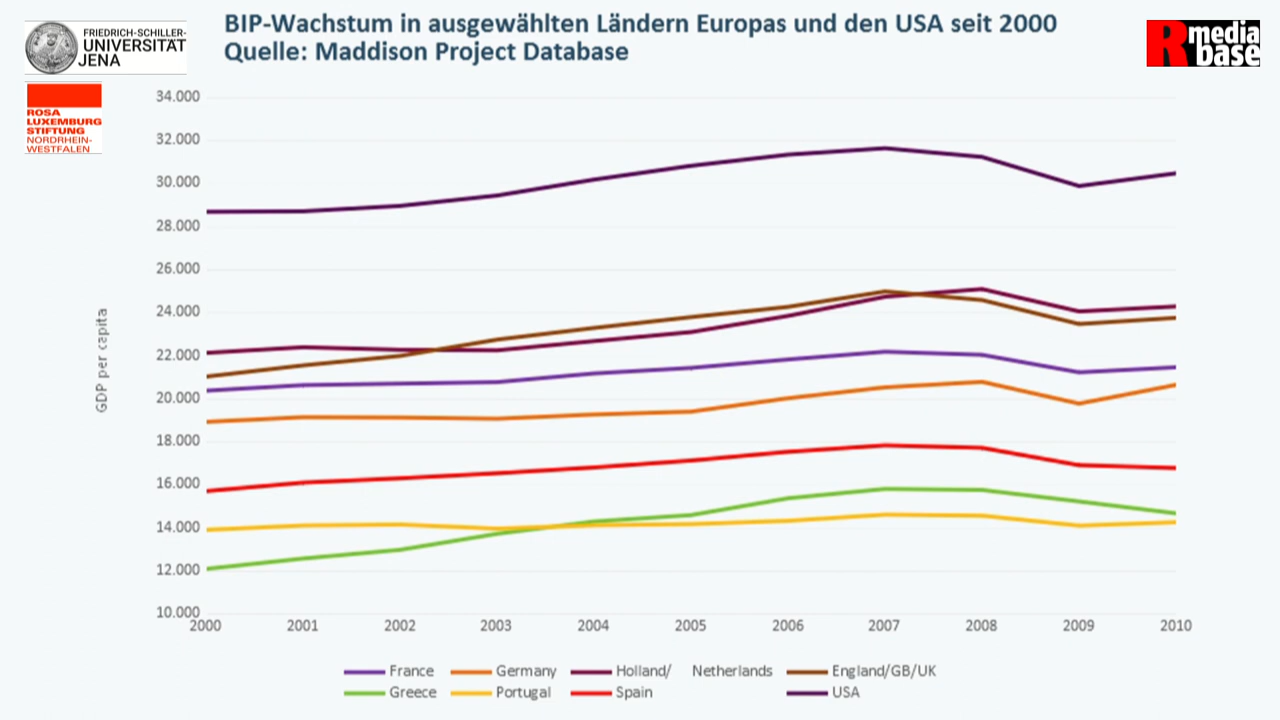 FRIEDRICH-SCHILLER-
UNIVERSITÄT
JENA
BIP-Wachstum in ausgewählten Ländern Europas und den USA seit 2000
Quelle: Maddison Project Database
R media
base
ROSA
LUXEMBURG
STIFTUNG
NORDRHEIN-
WESTFALEN
34.000
32.000
30.000
28.000
26.000
24.000
22.000
20.000
18.000
16.000
14.000
12.000
10.000
GDP per capita
2000 2001 2002 2003 2004 2005 2006 2007 2008 2009 2010
France Germany Holland/ Netherlands England/GB/UK
Greece Portugal Spain USA